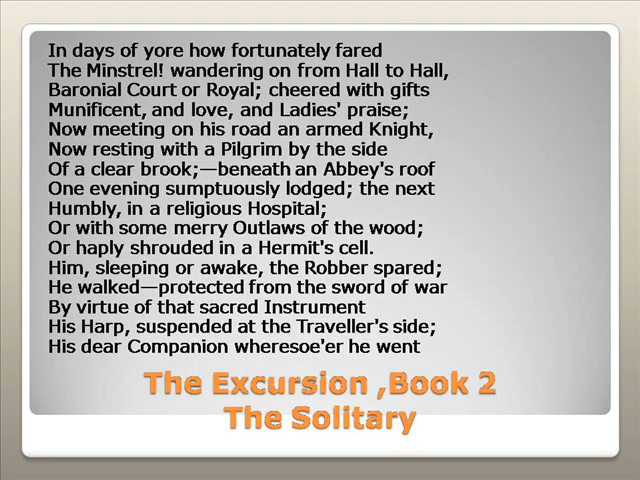 In days of yore how fortunately fared
The Minstrel! wandering on from Hall to Hall,
Baronial Court or Royal; cheered with gifts
Munificent, and love, and Ladies' praise;
Now meeting on his road an armed Knight,
Now resting with a Pilgrim by the side
Of a clear brook;—beneath an Abbey's roof
One evening sumptuously lodged; the next
Humbly, in a religious Hospital;
Or with some merry Outlaws of the wood;
Or haply shrouded in a Hermit's cell.
Him, sleeping or awake, the Robber spared;
He walked—protected from the sword of war
By virtue of that sacred Instrument
His Harp, suspended at the Traveller's side;
His dear Companion wheresoe'er he went
The Excursion ,Book 2
The Solitary